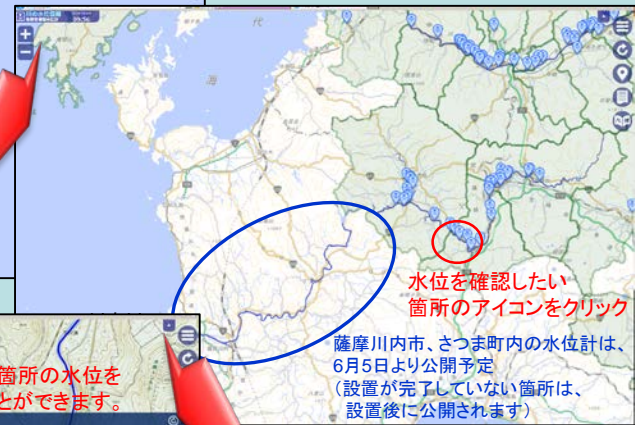 水位を確認したい
箇所のアイコンをクリック
薩摩川内市、さつま町内の水位計は、
6月5日より公開予定
(設置が完了していない箇所は、
設置後に公開されます)
箇所の水位を
とができます。